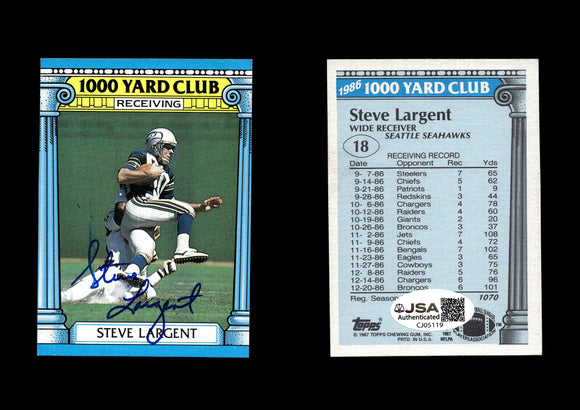 1000 YARD CLUB
RECEIVING
Steve
Largent
STEVE LARGENT
1986 1000 YARD CLUB
Steve Largent
WIDE RECEIVER
SEATTLE SEAHAWKS
18
RECEIVING RECORD
Date Opponent Rec Yds
9- 7-86 Steelers 7 65
9-14-86 Chiefs 5 62
9-21-86 Patriots 1 9
9-28-86 Redskins 3 44
10- 6-86 Chargers 4 78
10-12-86 Raiders 4 60
10-19-86 Giants 2 20
10-26-86 Broncos 3 37
11- 2-86 Jets 7 108
11- 9-86 Chiefs 4 72
11-16-86 Bengals 7 102
11-23-86 Eagles 3 65
11-27-86 Cowboys 3 75
12- 8-86 Raiders 5 76
12-14-86 Chargers 6 96
12-20-86 Broncos 6 101
Reg. Season 1070
JSA
Authenticated
CJ05119
Topps
© 1987 TOPPS CHEWING GUM, INC.
PRTD. IN U.S.A.
1987
NFLPA
TM